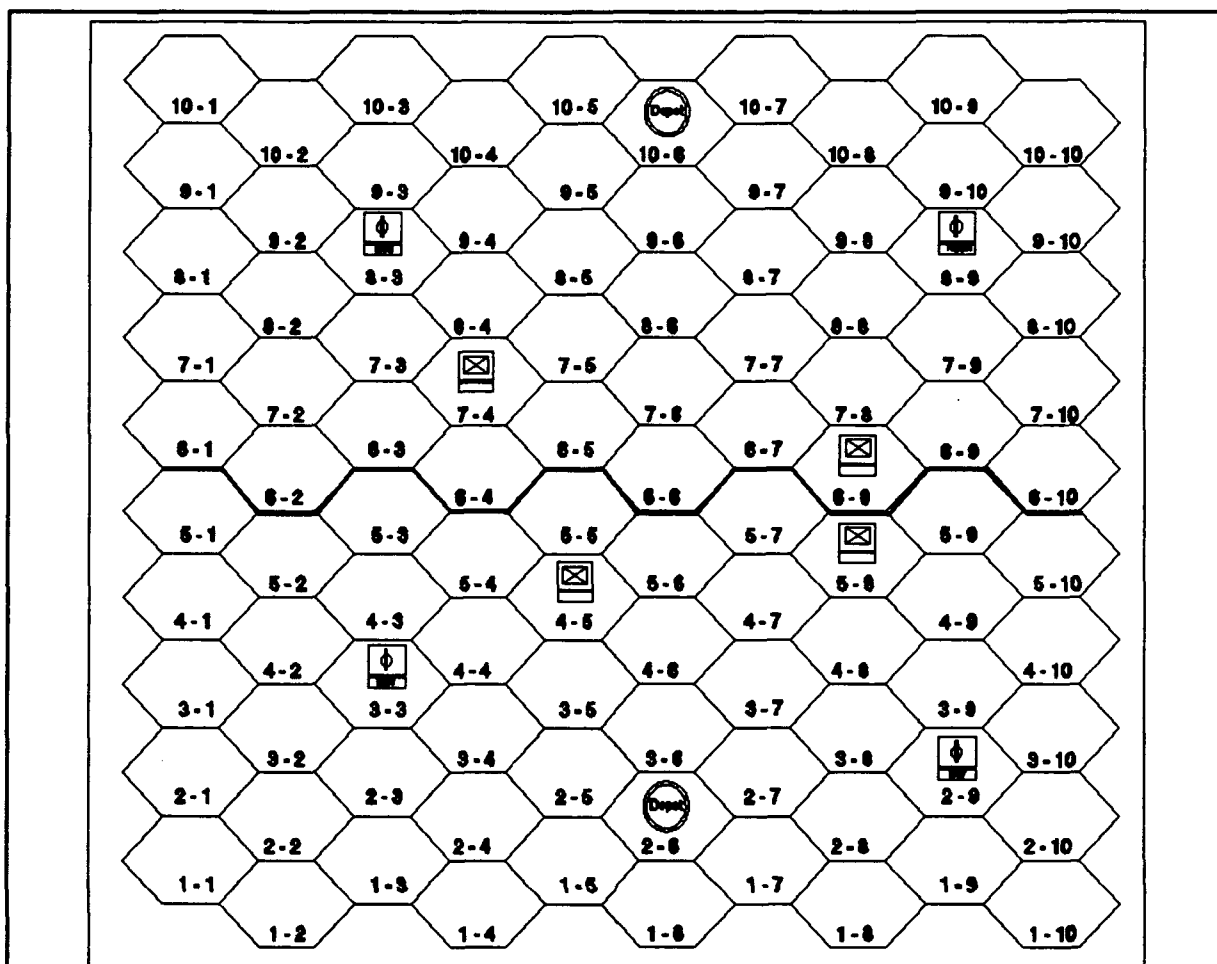 10 - 1 10 - 3 10 - 5 Depot 10 - 7 10 - 9
10 - 2 10 - 4 10 - 6 10 - 8 10 - 10
9 - 1 9 - 3 9 - 5 9 - 7 9 - 10
9 - 2 9 - 4 9 - 6 9 - 8 9 - 10
8 - 1 8 - 3 8 - 5 8 - 7 8 - 9
8 - 2 8 - 4 8 - 6 8 - 8 8 - 10
7 - 1 7 - 3 7 - 5 7 - 7 7 - 9
7 - 2 7 - 4 7 - 6 7 - 8 7 - 10
6 - 1 6 - 3 6 - 5 6 - 7 6 - 9
6 - 2 6 - 4 6 - 6 6 - 8 6 - 10
5 - 1 5 - 3 5 - 5 5 - 7 5 - 9
5 - 2 5 - 4 5 - 6 5 - 8 5 - 10
4 - 1 4 - 3 4 - 5 4 - 7 4 - 9
4 - 2 4 - 4 4 - 6 4 - 8 4 - 10
3 - 1 3 - 3 3 - 5 3 - 7 3 - 9
3 - 2 3 - 4 3 - 6 3 - 8 3 - 10
2 - 1 2 - 3 2 - 5 Depot 2 - 7 2 - 9
2 - 2 2 - 4 2 - 6 2 - 8 2 - 10
1 - 1 1 - 3 1 - 5 1 - 7 1 - 9
1 - 2 1 - 4 1 - 6 1 - 8 1 - 10